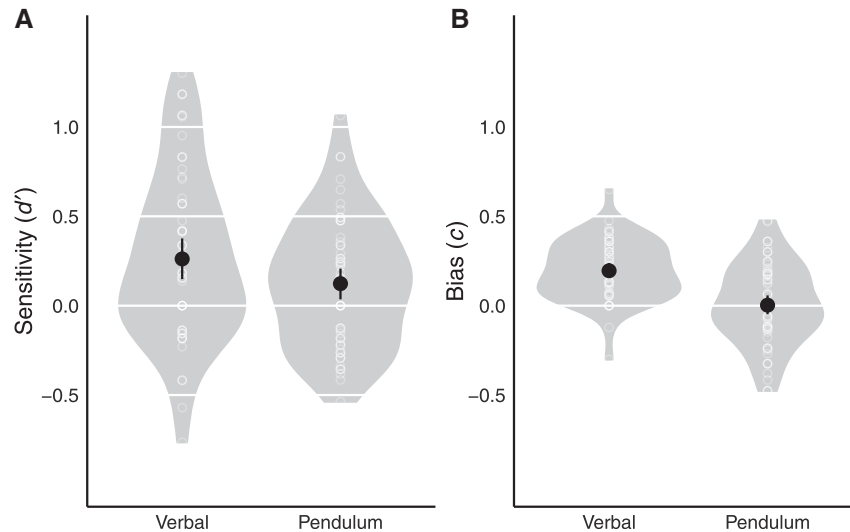 A
Sensitivity (d′)
1.0
0.5
0.0
−0.5
Verbal
Pendulum
B
Bias (c)
1.0
0.5
0.0
−0.5
Verbal
Pendulum